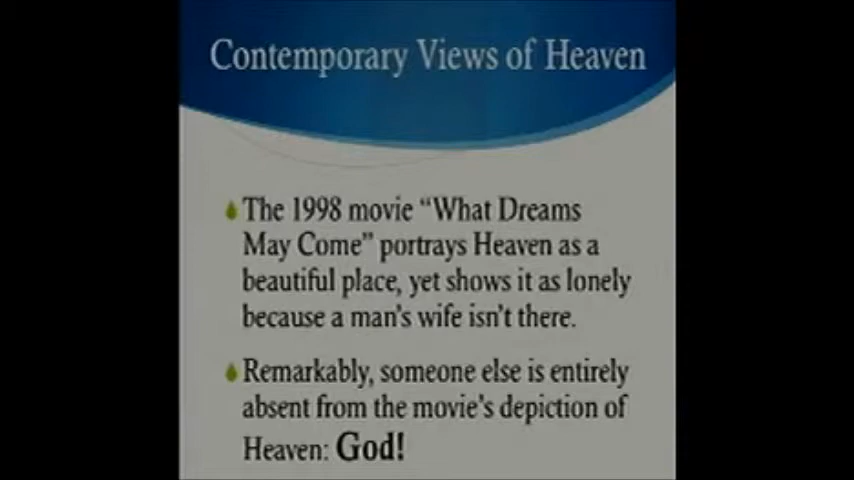 Contemporary Views of Heaven
The 1998 movie “What Dreams
May Come” portrays Heaven as a
beautiful place, yet shows it as lonely
because a man’s wife isn’t there.
Remarkably, someone else is entirely
absent from the movie’s depiction of
Heaven: God!